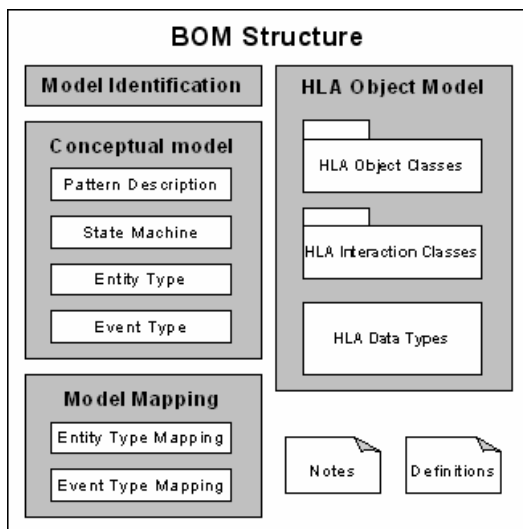 BOM Structure
Model Identification
Conceptual model
Pattern Description
State Machine
Entity Type
Event Type
Model Mapping
Entity Type Mapping
Event Type Mapping
HLA Object Model
HLA Object Classes
HLA Interaction Classes
HLA Data Types
Notes
Definitions